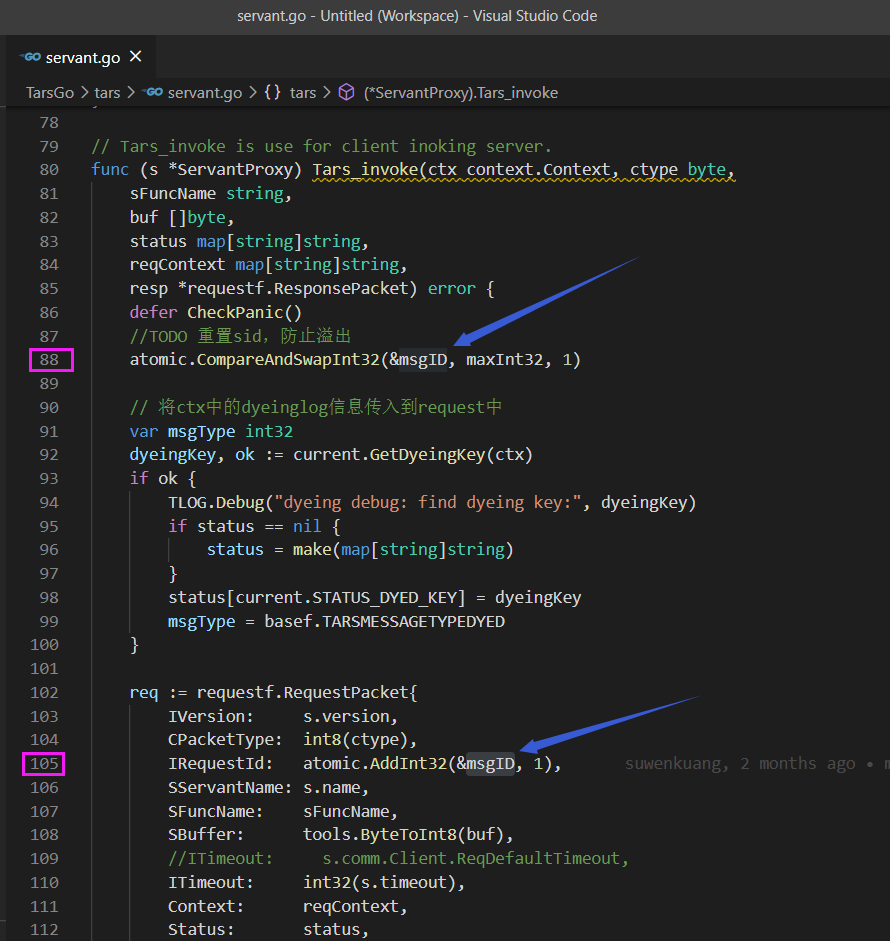 servant.go - Untitled (Workspace) - Visual Studio Code
GO servant.go ×
TarsGo > tars > GO servant.go > {} tars > (*ServantProxy).Tars_invoke
78
79 // Tars_invoke is use for client inoking server.
80 func (s *ServantProxy) Tars_invoke(ctx context.Context, ctype byte,
81 sFuncName string,
82 buf []byte,
83 status map[string]string,
84 reqContext map[string]string,
85 resp *requestf.ResponsePacket) error {
86 defer CheckPanic()
87 //TODO 重置sid，防止溢出
88 atomic.CompareAndSwapInt32(&msgID, maxInt32, 1)
89
90 // 将ctx中的dyeinglog信息传入到request中
91 var msgType int32
92 dyeingKey, ok := current.GetDyeingKey(ctx)
93 if ok {
94 TLOG.Debug("dyeing debug: find dyeing key:", dyeingKey)
95 if status == nil {
96 status = make(map[string]string)
97 }
98 status[current.STATUS_DYED_KEY] = dyeingKey
99 msgType = basef.TARSMESSAGETYPEDYED
100 }
101
102 req := requestf.RequestPacket{
103 IVersion: s.version,
104 CPacketType: int8(ctype),
105 IRequestId: atomic.AddInt32(&msgID, 1), suwenkuang, 2 months ago •
106 SServantName: s.name,
107 SFuncName: sFuncName,
108 SBuffer: tools.ByteToInt8(buf),
109 //ITimeout: s.comm.Client.ReqDefaultTimeout,
110 ITimeout: int32(s.timeout),
111 Context: reqContext,
112 Status: status,